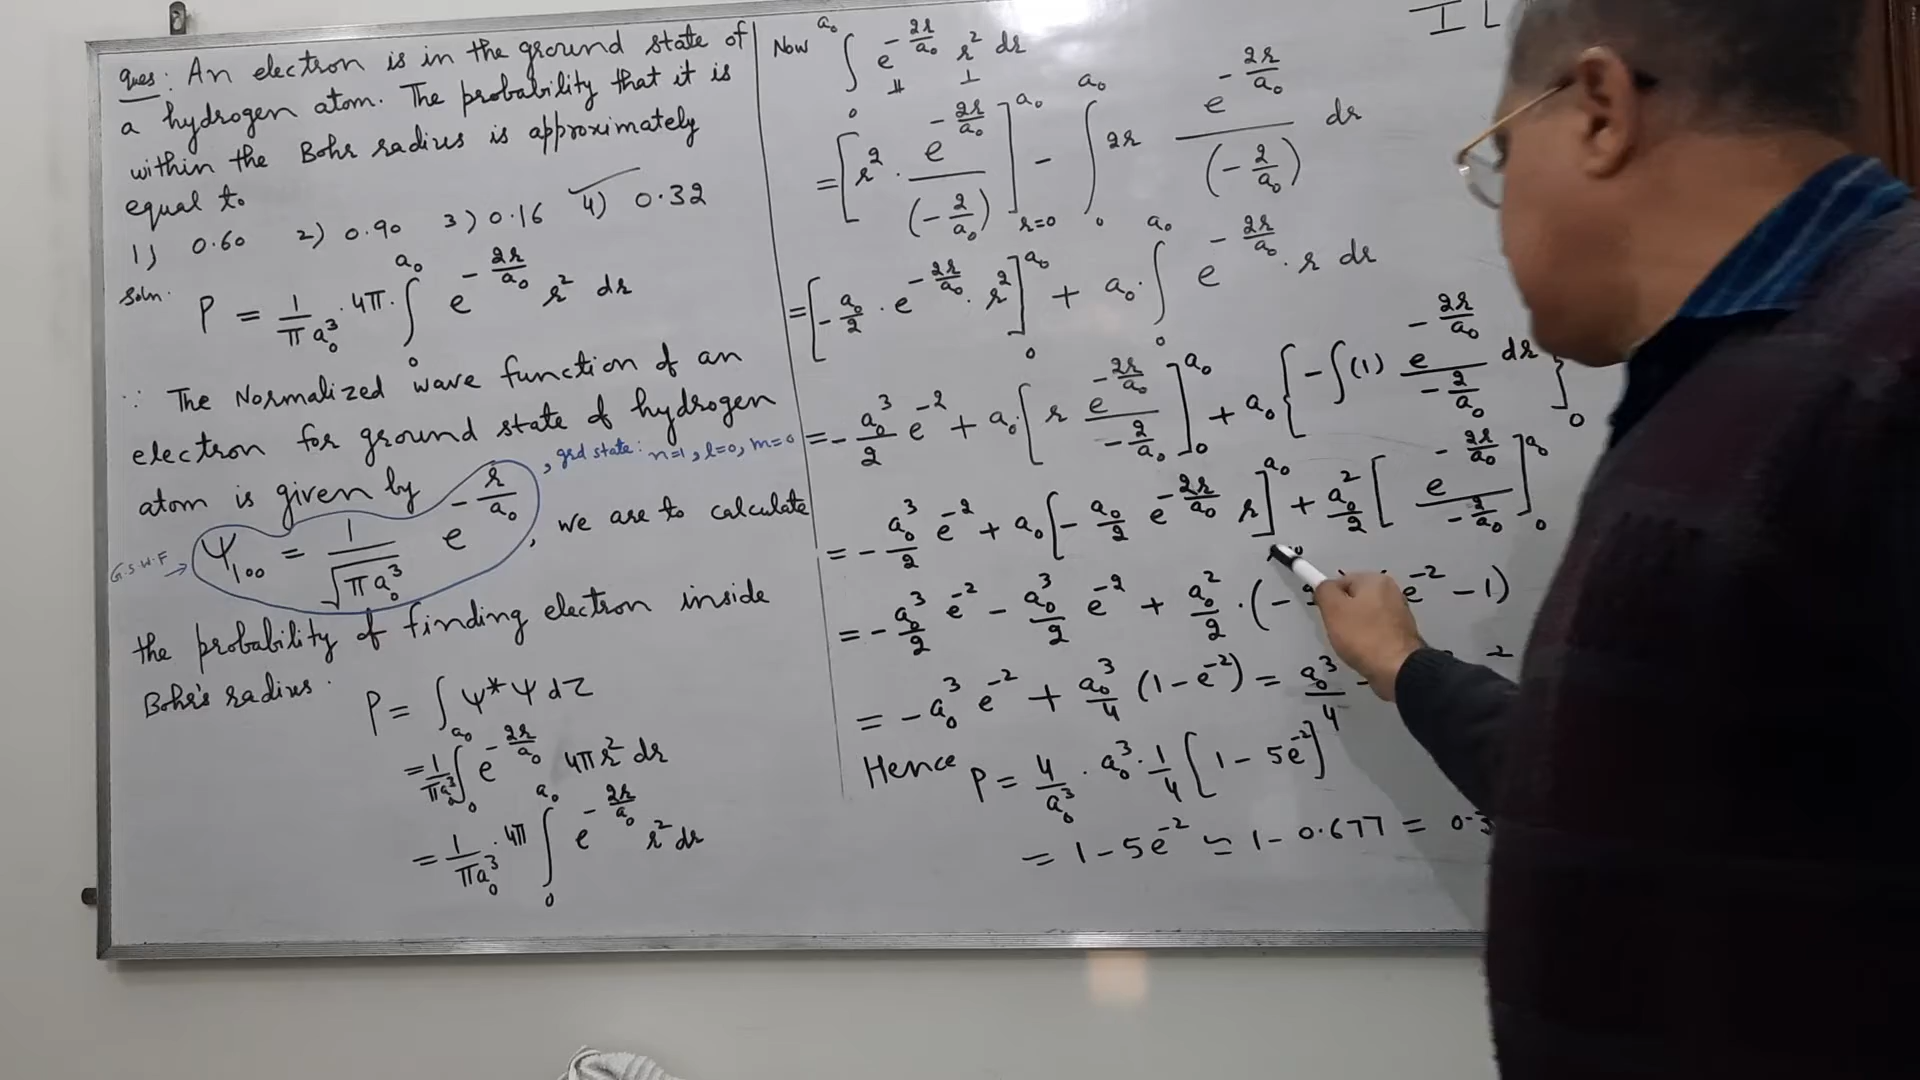 Ques: An electron is in the ground state of
a hydrogen atom. The probability that it is
within the Bohr radius is approximately
equal to
1) 0.60 2) 0.90 3) 0.16 4) 0.32
Soln. P = 1/πa₀³ · 4π · ∫₀^a₀ e^(-2r/a₀) r² dr
∵ The Normalized wave function of an
electron for ground state of hydrogen
atom is given by
, grd state: n=1, l=0, m=0
G.S.W.F → ψ₁₀₀ = 1/√(πa₀³) e^(-r/a₀) , we are to calculate
the probability of finding electron inside
Bohr's radius.
P = ∫ψ*ψ dτ
= 1/πa₀³ ∫₀^a₀ e^(-2r/a₀) 4πr² dr
= 1/πa₀³ · 4π ∫₀^a₀ e^(-2r/a₀) r² dr
Now ∫₀^a₀ e^(-2r/a₀) r² dr
II I
= [r² · e^(-2r/a₀)/(-2/a₀)]_(r=0)^a₀ - ∫₀^a₀ 2r e^(-2r/a₀)/(-2/a₀) dr
= [-a₀/2 · e^(-2r/a₀) · r²]₀^a₀ + a₀ · ∫₀^a₀ e^(-2r/a₀) · r dr
= -a₀³/2 e^-2 + a₀ · [r e^(-2r/a₀)/(-2/a₀)]₀^a₀ + a₀ {-∫(1) e^(-2r/a₀)/(-2/a₀) dr}₀
= -a₀³/2 e^-2 + a₀ [-a₀/2 e^(-2r/a₀) r]₀^a₀ + a₀²/2 [e^(-2r/a₀)/(-2/a₀)]₀^a₀
= -a₀³/2 e^-2 - a₀³/2 e^-2 + a₀²/2 · (- e^-2 - 1)
= -a₀³ e^-2 + a₀³/4 (1 - e^-2) = a₀³/4 -
Hence P = 4/a₀³ · a₀³ · 1/4 [1 - 5e^-2]
= 1 - 5e^-2 ≃ 1 - 0.677 = 0.3